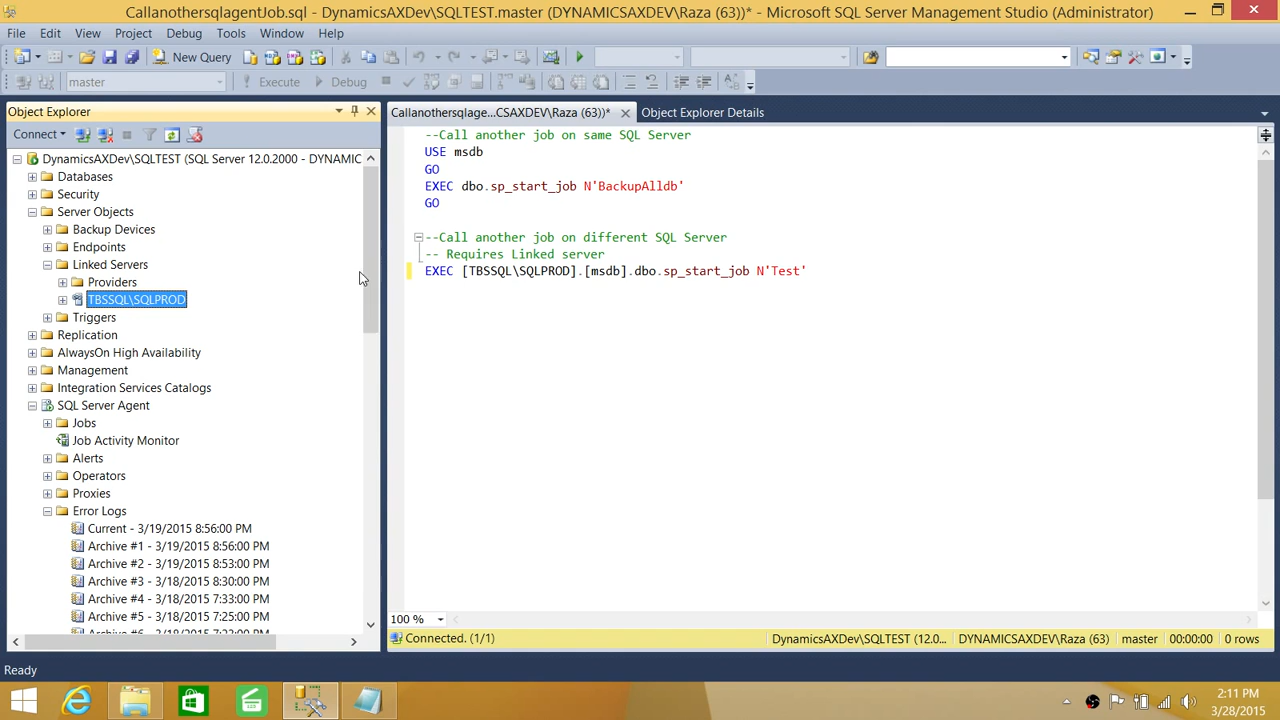 CallanothersqlagentJob.sql - DynamicsAXDev\SQLTEST.master (DYNAMICSAXDEV\Raza (63))* - Microsoft SQL Server Management Studio (Administrator)
File Edit View Project Debug Tools Window Help
New Query
master Execute Debug
Object Explorer
CallanothersqIage...CSAXDEV\Raza (63))* Object Explorer Details
Connect
DynamicsAXDev\SQLTEST (SQL Server 12.0.2000 - DYNAMIC
Databases
Security
Server Objects
Backup Devices
Endpoints
Linked Servers
Providers
TBSSQL\SQLPROD
Triggers
Replication
AlwaysOn High Availability
Management
Integration Services Catalogs
SQL Server Agent
Jobs
Job Activity Monitor
Alerts
Operators
Proxies
Error Logs
Current - 3/19/2015 8:56:00 PM
Archive #1 - 3/19/2015 8:56:00 PM
Archive #2 - 3/19/2015 8:53:00 PM
Archive #3 - 3/18/2015 8:30:00 PM
Archive #4 - 3/18/2015 7:33:00 PM
Archive #5 - 3/18/2015 7:25:00 PM
--Call another job on same SQL Server
USE msdb
GO
EXEC dbo.sp_start_job N'BackupAlldb'
GO
--Call another job on different SQL Server
-- Requires Linked server
EXEC [TBSSQL\SQLPROD].[msdb].dbo.sp_start_job N'Test'
100 %
Connected. (1/1) DynamicsAXDev\SQLTEST (12.0... DYNAMICSAXDEV\Raza (63) master 00:00:00 0 rows
Ready
2:11 PM
3/28/2015